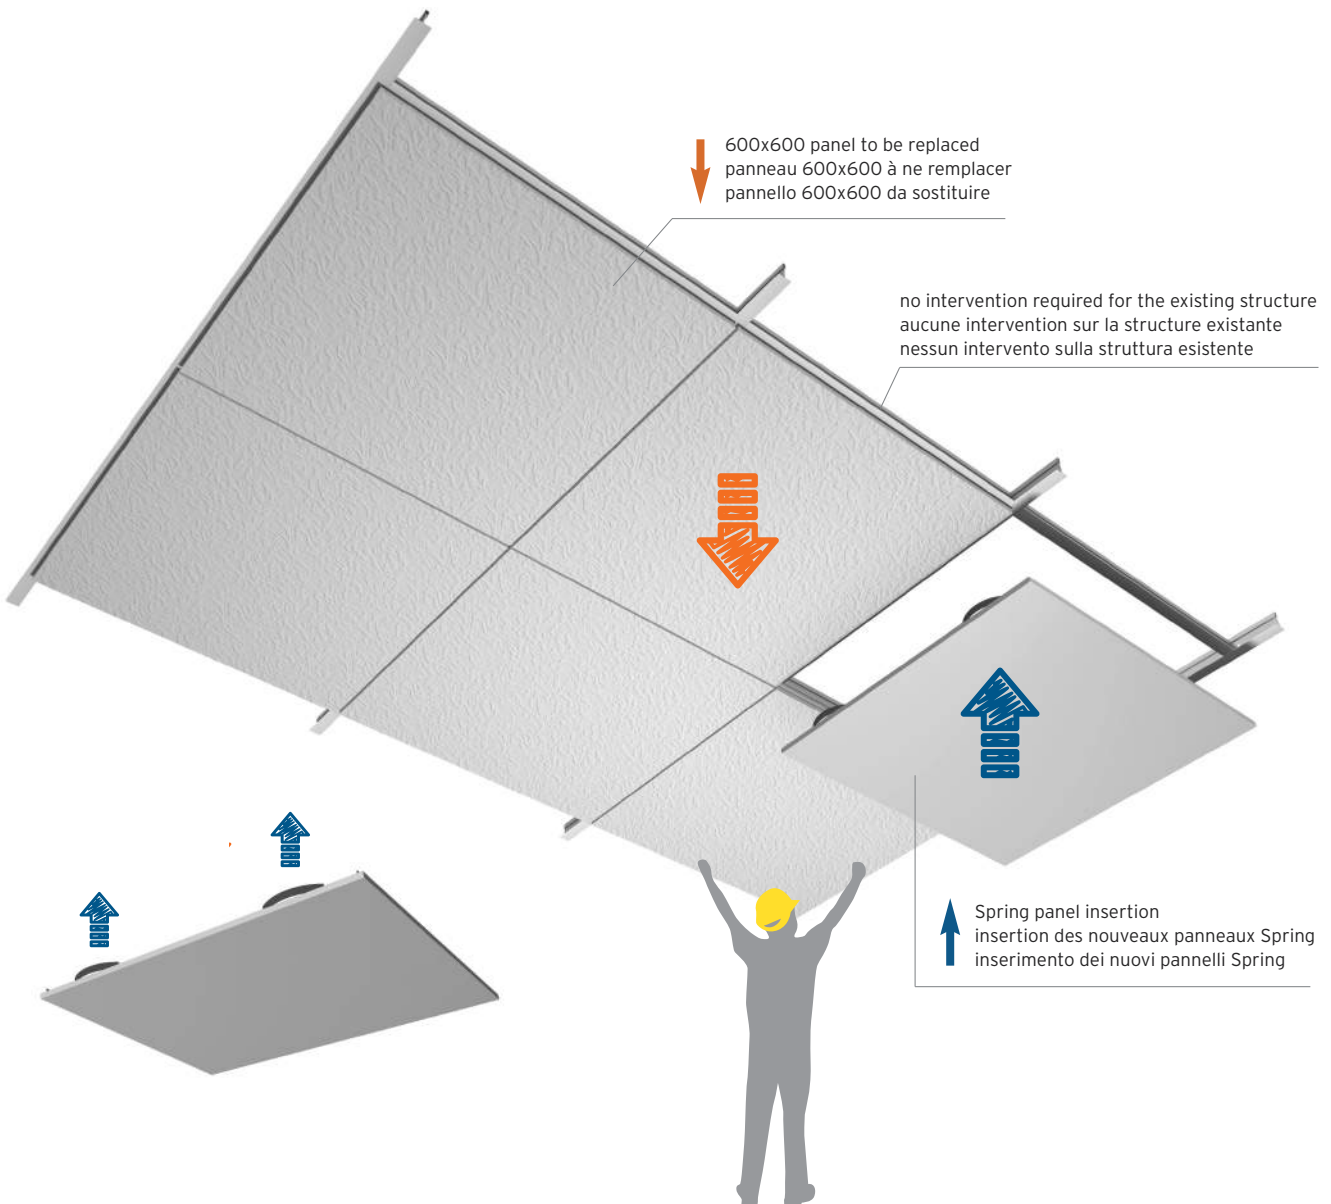 600x600 panel to be replaced
panneau 600x600 à ne remplacer
pannello 600x600 da sostituire
no intervention required for the existing structure
aucune intervention sur la structure existante
nessun intervento sulla struttura esistente
Spring panel insertion
insertion des nouveaux panneaux Spring
inserimento dei nuovi pannelli Spring